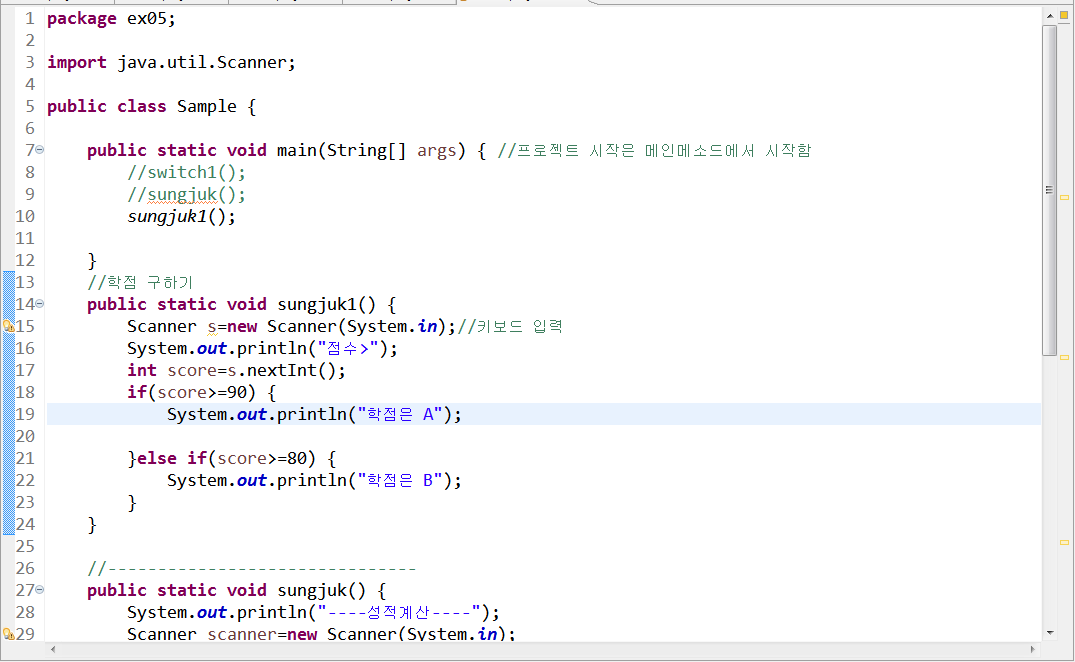 1 package ex05;
2
3 import java.util.Scanner;
4
5 public class Sample {
6
7 public static void main(String[] args) { //프로젝트 시작은 메인메소드에서 시작함
8 //switch1();
9 //sungjuk();
10 sungjuk1();
11
12 }
13 //학점 구하기
14 public static void sungjuk1() {
15 Scanner s=new Scanner(System.in);//키보드 입력
16 System.out.println("점수>");
17 int score=s.nextInt();
18 if(score>=90) {
19 System.out.println("학점은 A");
20
21 }else if(score>=80) {
22 System.out.println("학점은 B");
23 }
24 }
25
26 //-------------------------------
27 public static void sungjuk() {
28 System.out.println("----성적계산----");
29 Scanner scanner=new Scanner(System.in);